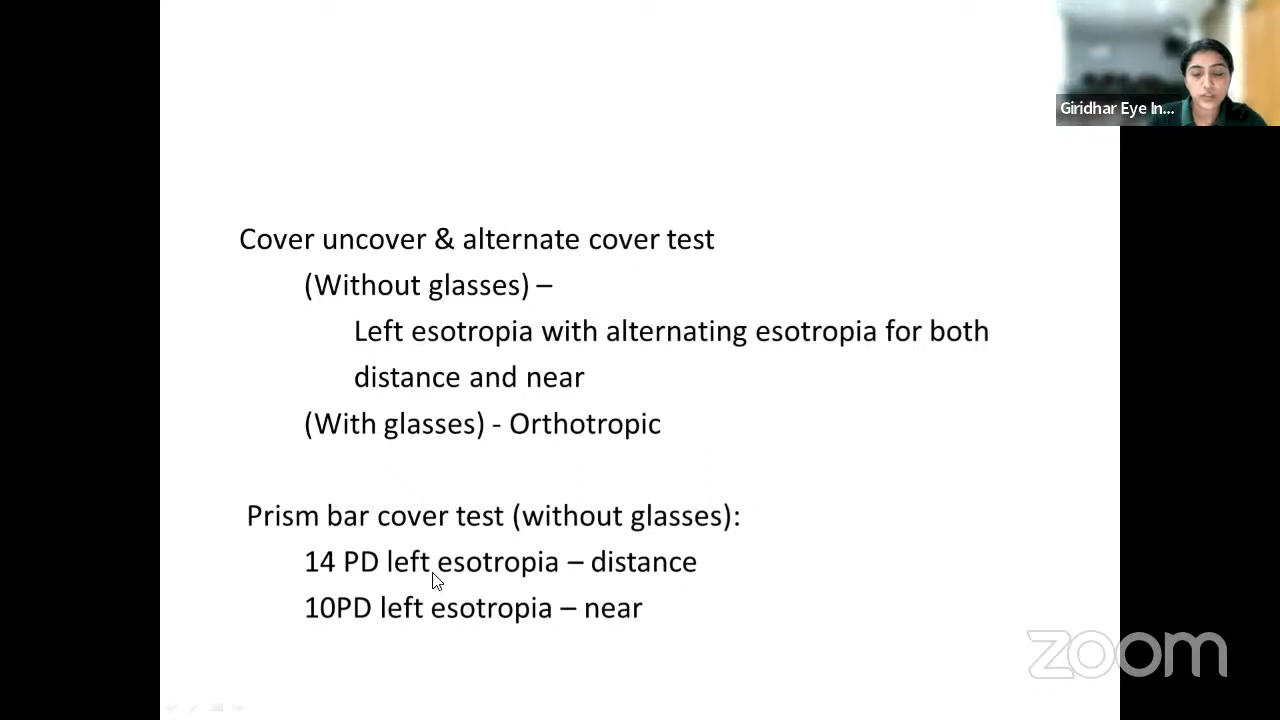 Giridhar Eye In...
Cover uncover & alternate cover test
(Without glasses) –
Left esotropia with alternating esotropia for both
distance and near
(With glasses) - Orthotropic
Prism bar cover test (without glasses):
14 PD left esotropia – distance
10PD left esotropia – near
zoom